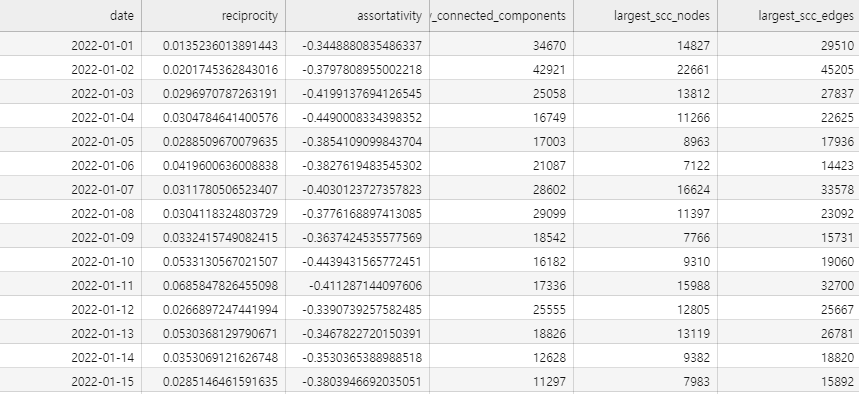 date reciprocity assortativity y_connected_components largest_scc_nodes largest_scc_edges
2022-01-01 0.0135236013891443 -0.3448880835486337 34670 14827 29510
2022-01-02 0.0201745362843016 -0.3797808955002218 42921 22661 45205
2022-01-03 0.0296970787263191 -0.4199137694126545 25058 13812 27837
2022-01-04 0.0304784641400576 -0.4490008334398352 16749 11266 22625
2022-01-05 0.0288509670079635 -0.3854109099843704 17003 8963 17936
2022-01-06 0.0419600636008838 -0.3827619483545302 21087 7122 14423
2022-01-07 0.0311780506523407 -0.4030123727357823 28602 16624 33578
2022-01-08 0.0304118324803729 -0.3776168897413085 29099 11397 23092
2022-01-09 0.0332415749082415 -0.3637424535577569 18542 7766 15731
2022-01-10 0.0533130567021507 -0.4439431565772451 16182 9310 19060
2022-01-11 0.0685847826455098 -0.411287144097606 17336 15988 32700
2022-01-12 0.0266897247441994 -0.3390739257582485 25555 12805 25667
2022-01-13 0.0530368129790671 -0.3467822720150391 18826 13119 26781
2022-01-14 0.0353069121626748 -0.3530365388988518 12628 9382 18820
2022-01-15 0.0285146461591635 -0.3803946692035051 11297 7983 15892